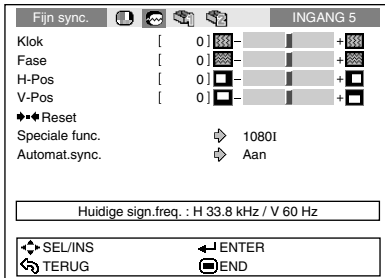 Fijn sync. INGANG 5
Klok [ 0 ] – +
Fase [ 0 ] – +
H-Pos [ 0 ] – +
V-Pos [ 0 ] – +
Reset
Speciale func. 1080I
Automat.sync. Aan
Huidige sign.freq. : H 33.8 kHz / V 60 Hz
SEL/INS ENTER
TERUG END